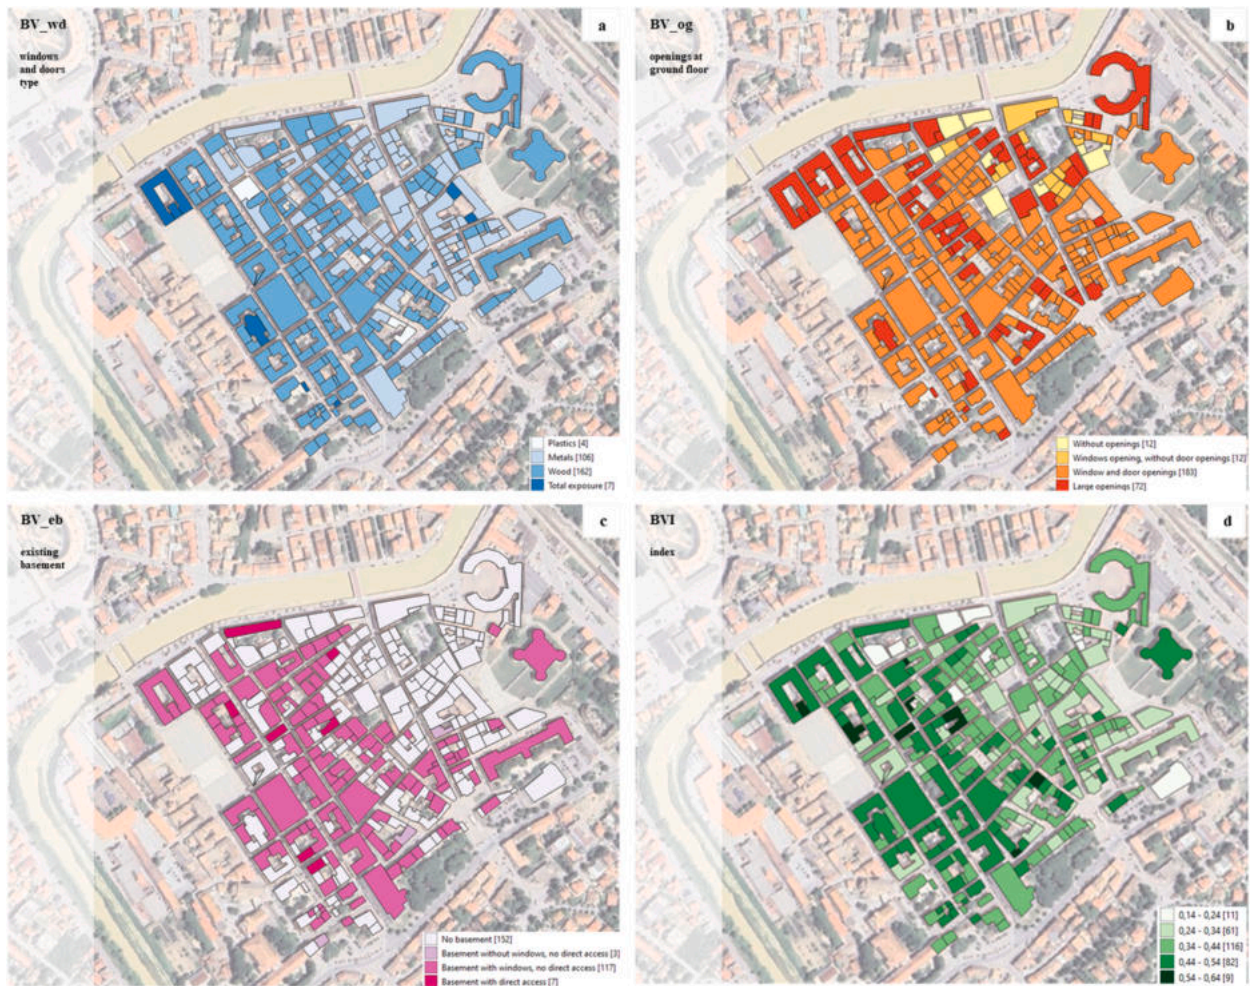 BV_wd
a
windows
and doors
type
Plastics [4]
Metals [106]
Wood [162]
Total exposure [7]
BV_og
b
openings at
ground floor
Without openings [12]
Windows opening, without door openings [12]
Window and door openings [183]
Large openings [72]
BV_eb
c
existing
basement
No basement [152]
Basement without windows, no direct access [3]
Basement with windows, no direct access [117]
Basement with direct access [7]
BVI
d
index
0,14 - 0,24 [11]
0,24 - 0,34 [61]
0,34 - 0,44 [116]
0,44 - 0,54 [82]
0,54 - 0,64 [9]